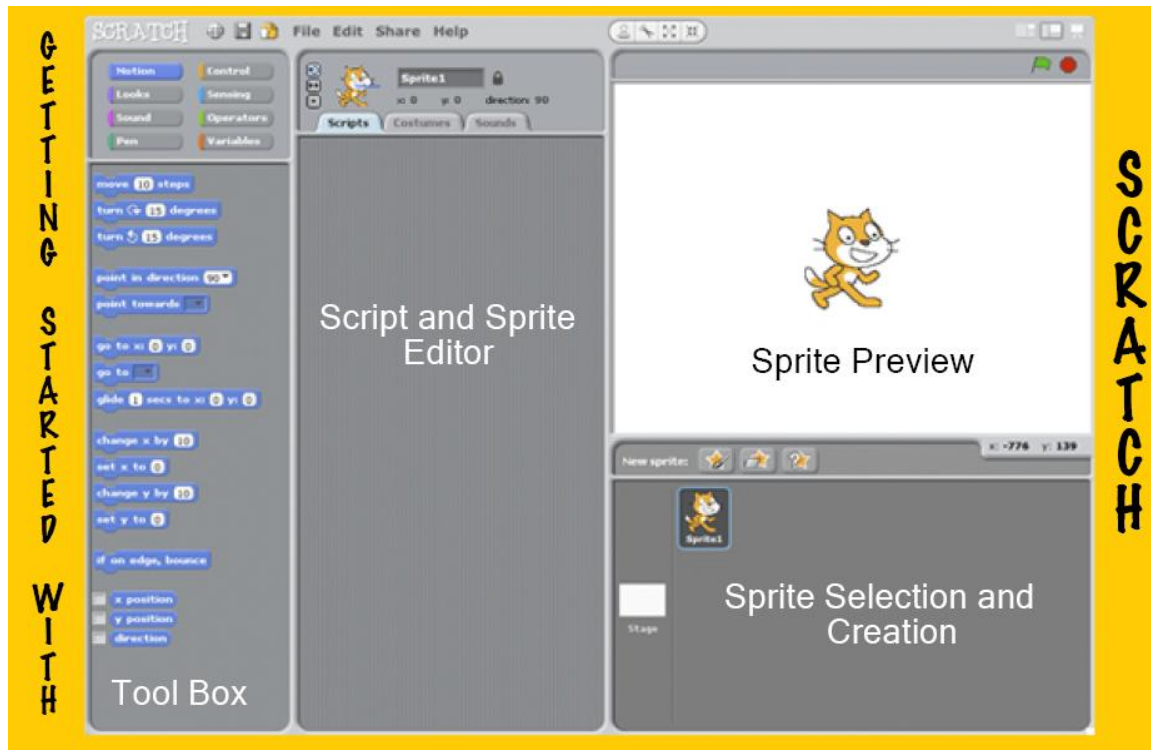 GETTING STARTED WITH
SCRATCH
SCRATCH File Edit Share Help
Motion Control
Looks Sensing
Sound Operators
Pen Variables
move 10 steps
turn 15 degrees
turn 15 degrees
point in direction 90
point towards
go to x: 0 y: 0
go to
glide 1 secs to x: 0 y: 0
change x by 10
set x to 0
change y by 10
set y to 0
if on edge, bounce
x position
y position
direction
Tool Box
Sprite1
x: 0 y: 0 direction: 90
Scripts Costumes Sounds
Script and Sprite
Editor
Sprite Preview
x: -776 y: 139
New sprite:
Sprite1
Stage
Sprite Selection and
Creation